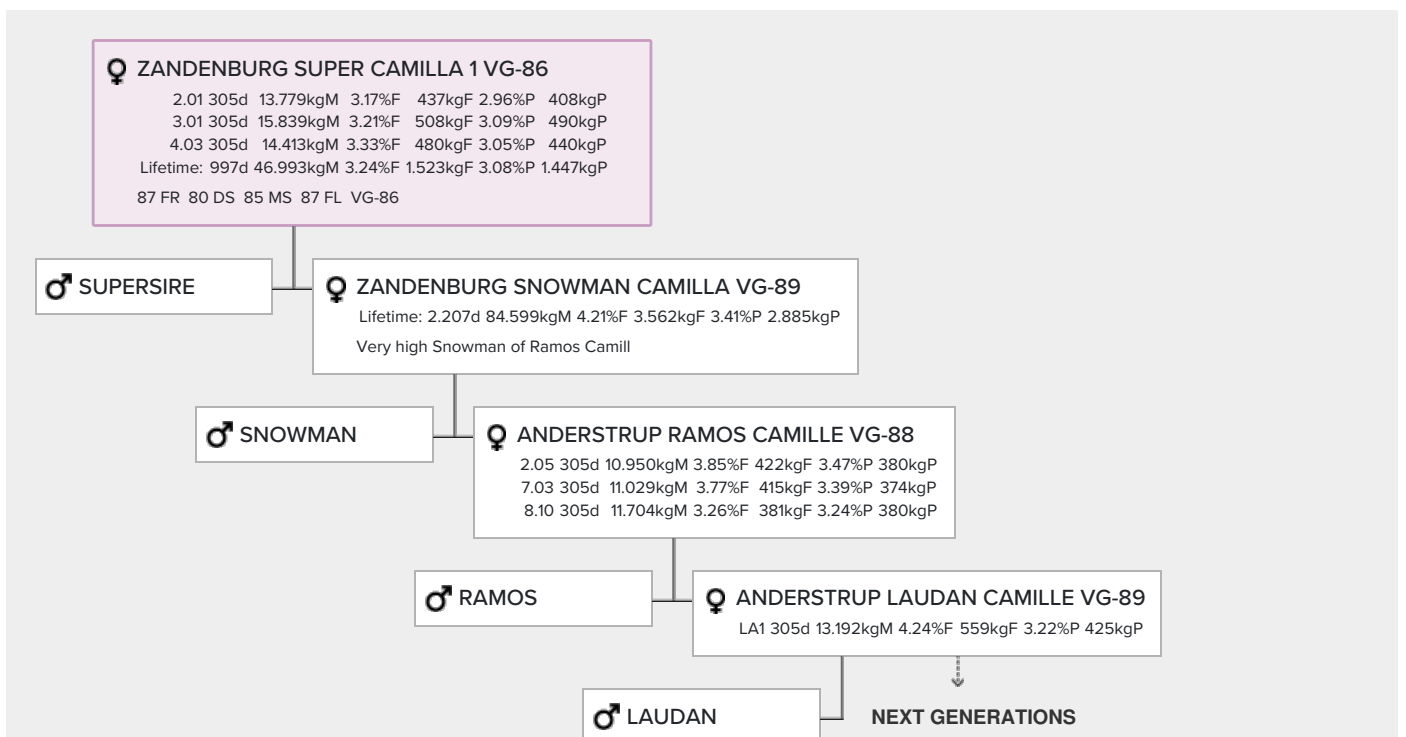 ZANDENBURG SUPER CAMILLA 1 VG-86
2.01 305d 13.779kgM 3.17%F 437kgF 2.96%P 408kgP
3.01 305d 15.839kgM 3.21%F 508kgF 3.09%P 490kgP
4.03 305d 14.413kgM 3.33%F 480kgF 3.05%P 440kgP
Lifetime: 997d 46.993kgM 3.24%F 1.523kgF 3.08%P 1.447kgP
87 FR 80 DS 85 MS 87 FL VG-86
SUPERSIRE
ZANDENBURG SNOWMAN CAMILLA VG-89
Lifetime: 2.207d 84.599kgM 4.21%F 3.562kgF 3.41%P 2.885kgP
Very high Snowman of Ramos Camill
SNOWMAN
ANDERSTRUP RAMOS CAMILLE VG-88
2.05 305d 10.950kgM 3.85%F 422kgF 3.47%P 380kgP
7.03 305d 11.029kgM 3.77%F 415kgF 3.39%P 374kgP
8.10 305d 11.704kgM 3.26%F 381kgF 3.24%P 380kgP
RAMOS
ANDERSTRUP LAUDAN CAMILLE VG-89
LA1 305d 13.192kgM 4.24%F 559kgF 3.22%P 425kgP
LAUDAN
NEXT GENERATIONS